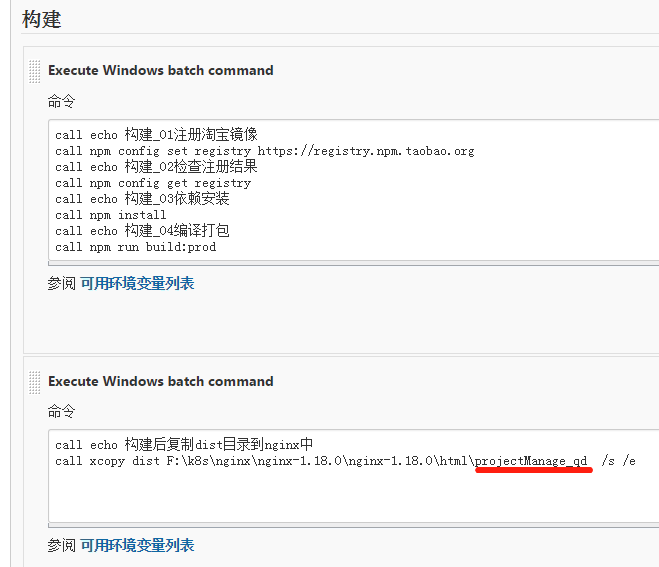 构建
Execute Windows batch command
命令
call echo 构建_01注册淘宝镜像
call npm config set registry https://registry.npm.taobao.org
call echo 构建_02检查注册结果
call npm config get registry
call echo 构建_03依赖安装
call npm install
call echo 构建_04编译打包
call npm run build:prod
参阅 可用环境变量列表
Execute Windows batch command
命令
call echo 构建后复制dist目录到nginx中
call xcopy dist F:\k8s\nginx\nginx-1.18.0\nginx-1.18.0\html\projectManage_qd  /s /e
参阅 可用环境变量列表